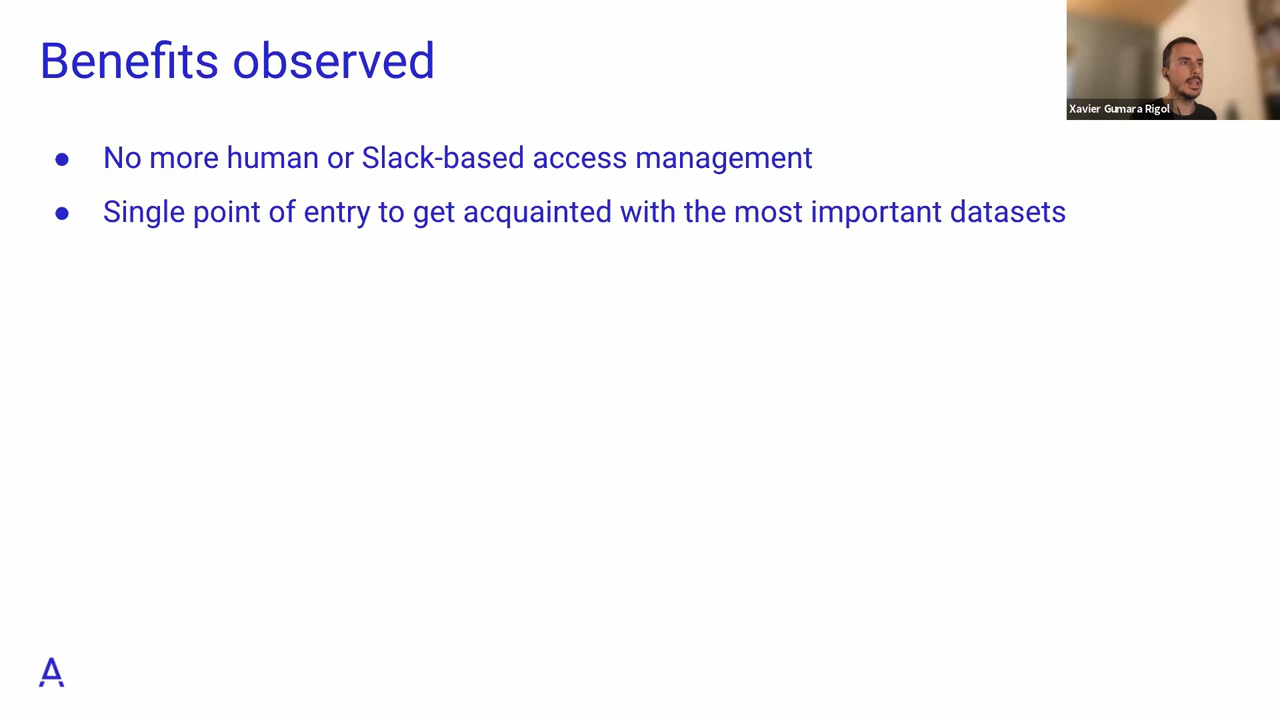 Benefits observed
Xavier Gumara Rigol
● No more human or Slack-based access management
● Single point of entry to get acquainted with the most important datasets
A